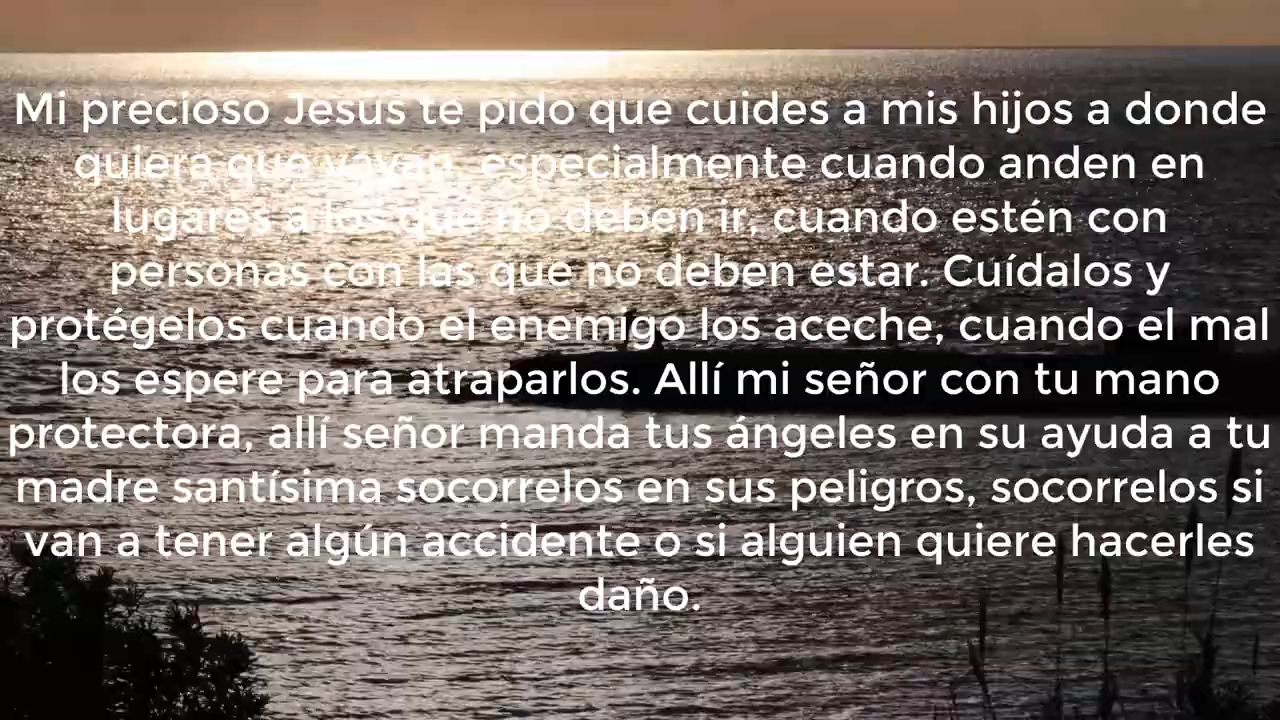 Mi precioso Jesús te pido que cuides a mis hijos a donde
quiera que vayan, especialmente cuando anden en
lugares a los que no deben ir, cuando estén con
personas con las que no deben estar. Cuídalos y
protégelos cuando el enemigo los aceche, cuando el mal
los espere para atraparlos. Allí mi señor con tu mano
protectora, allí señor manda tus ángeles en su ayuda a tu
madre santísima socorrelos en sus peligros, socorrelos si
van a tener algún accidente o si alguien quiere hacerles
daño.